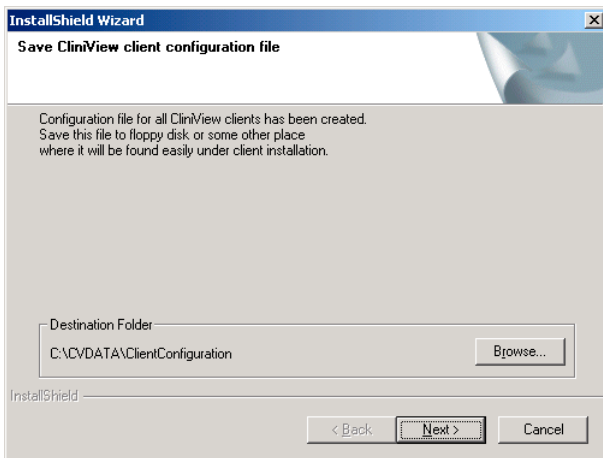 InstallShield Wizard
Save CliniView client configuration file
Configuration file for all CliniView clients has been created.
Save this file to floppy disk or some other place
where it will be found easily under client installation.
Destination Folder
C:\CVDATA\ClientConfiguration
Browse...
InstallShield
< Back
Next >
Cancel